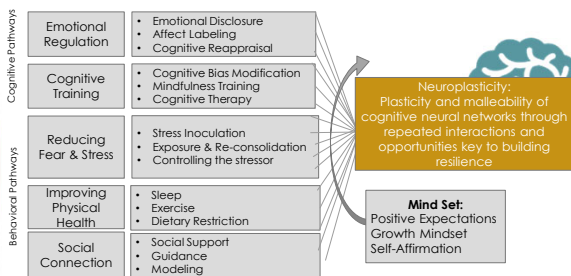 Cognitive Pathways
Emotional
Regulation
• Emotional Disclosure
• Affect Labeling
• Cognitive Reappraisal
Cognitive
Training
• Cognitive Bias Modification
• Mindfulness Training
• Cognitive Therapy
Behavioral Pathways
Reducing
Fear & Stress
• Stress Inoculation
• Exposure & Re-consolidation
• Controlling the stressor
Improving
Physical
Health
• Sleep
• Exercise
• Dietary Restriction
Social
Connection
• Social Support
• Guidance
• Modeling
Neuroplasticity:
Plasticity and malleability of
cognitive neural networks through
repeated interactions and
opportunities key to building
resilience
Mind Set:
Positive Expectations
Growth Mindset
Self-Affirmation